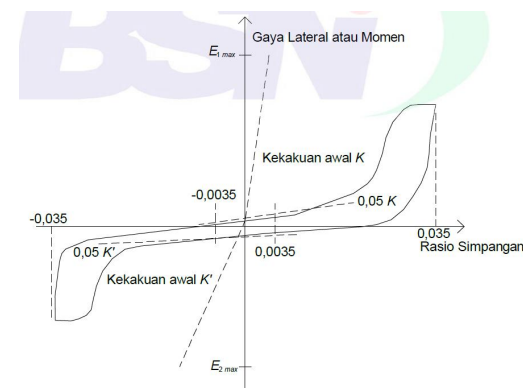 BSN
Gaya Lateral atau Momen
E1 max
Kekakuan awal K
-0,0035
0,05 K
-0,035
0,035
Rasio Simpangan
0,05 K'
0,0035
Kekakuan awal K'
E2 max